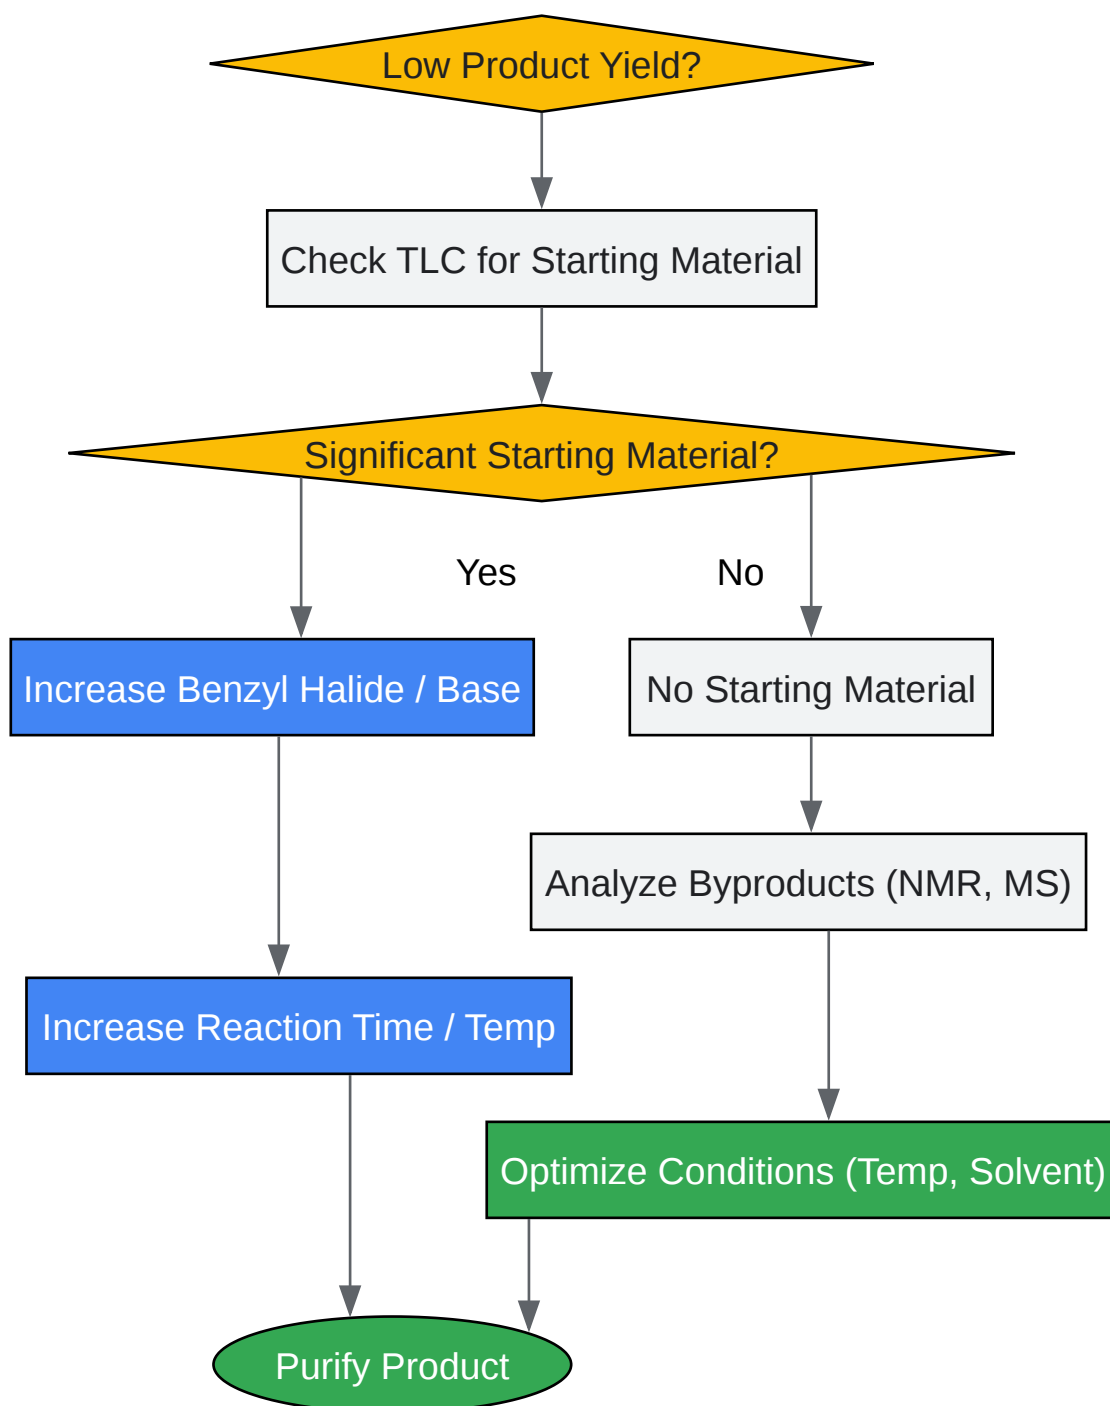 Low Product Yield?
Check TLC for Starting Material
Significant Starting Material?
Yes
No
Increase Benzyl Halide / Base
No Starting Material
Analyze Byproducts (NMR, MS)
Increase Reaction Time / Temp
Optimize Conditions (Temp, Solvent)
Purify Product